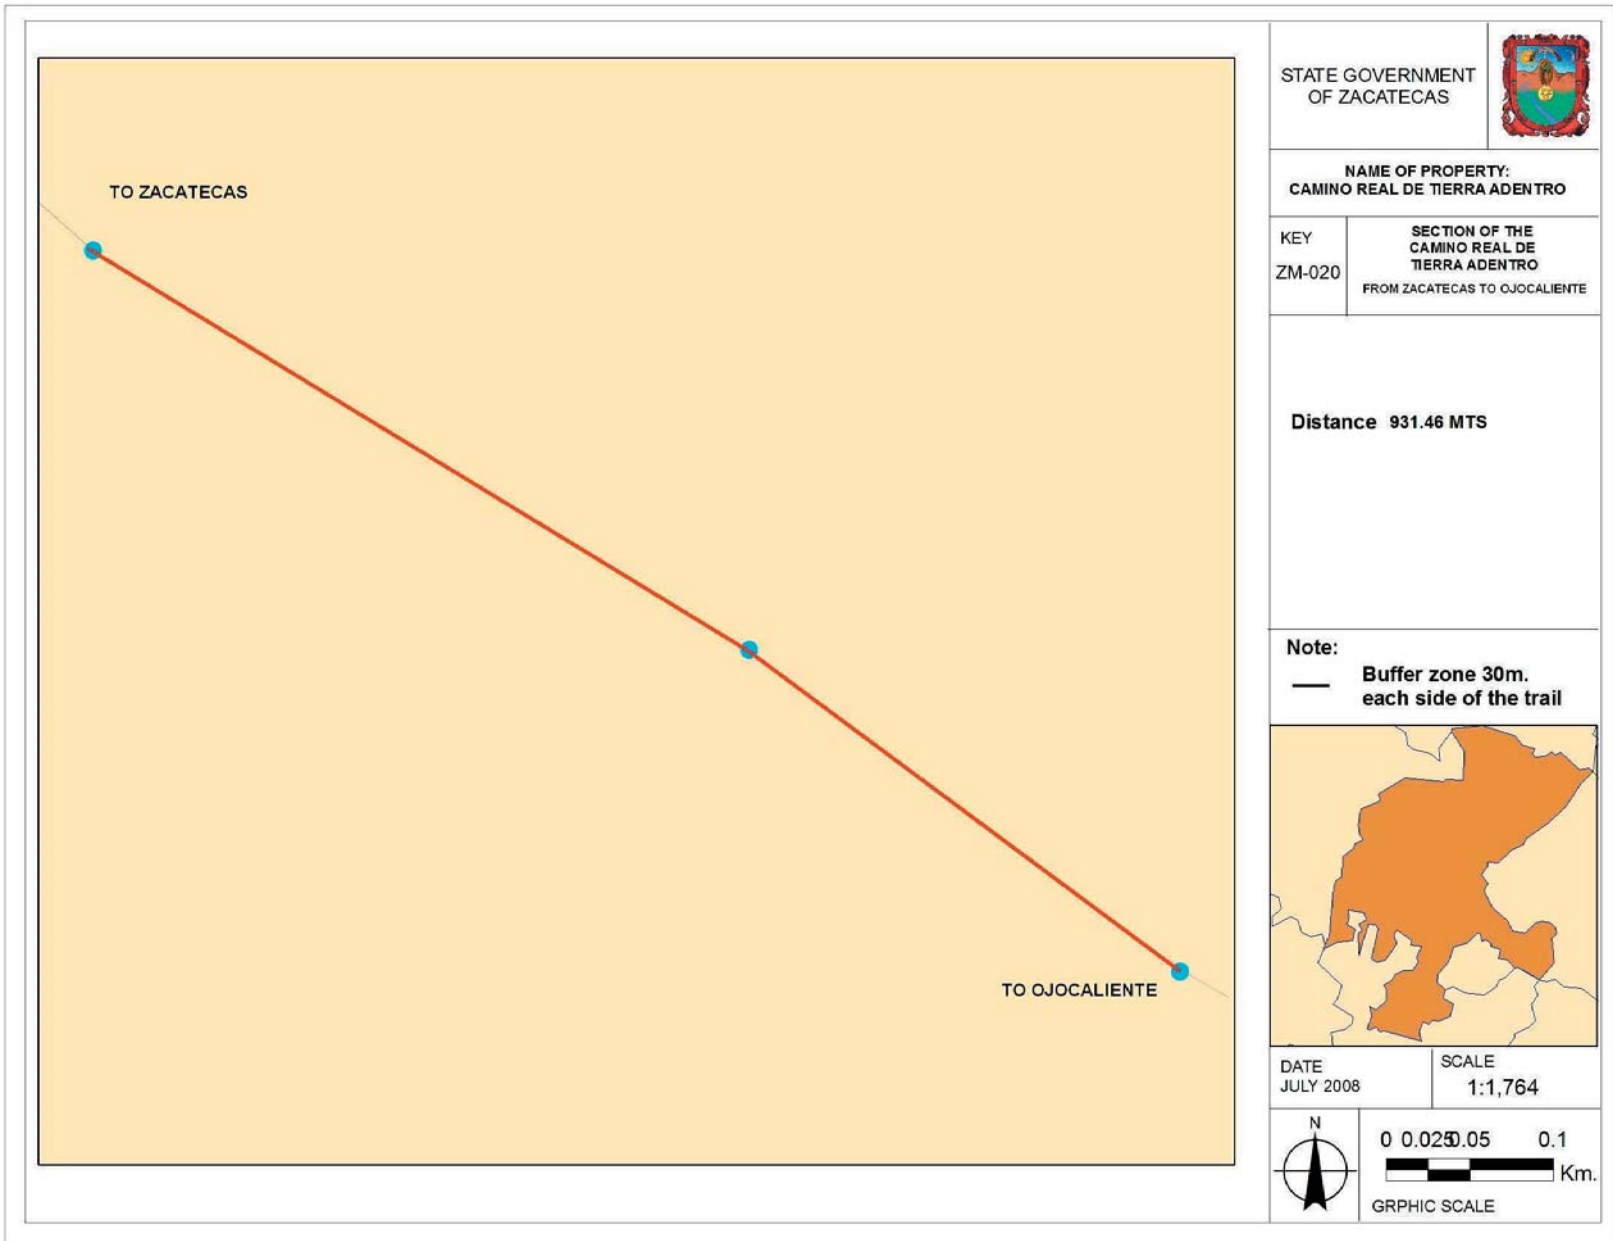 TO ZACATECAS
TO OJOCALIENTE
STATE GOVERNMENT
OF ZACATECAS
NAME OF PROPERTY:
CAMINO REAL DE TIERRA ADENTRO
KEY
ZM-020
SECTION OF THE
CAMINO REAL DE
TIERRA ADENTRO
FROM ZACATECAS TO OJOCALIENTE
Distance 931.46 MTS
Note:
Buffer zone 30m.
each side of the trail
DATE
JULY 2008
SCALE
1:1,764
N
0 0.025 0.05 0.1
Km.
GRPHIC SCALE